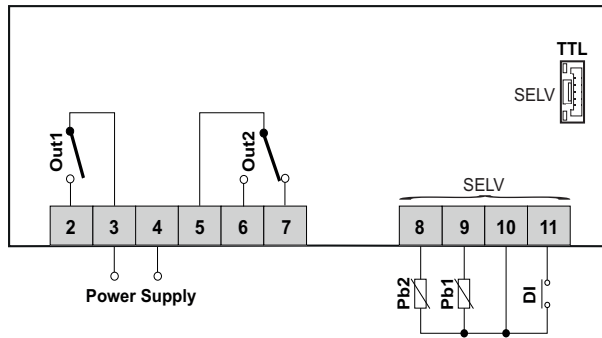 TTL
SELV
Out1
Out2
SELV
2 3 4 5 6 7
8 9 10 11
Power Supply
Pb2
Pb1
DI